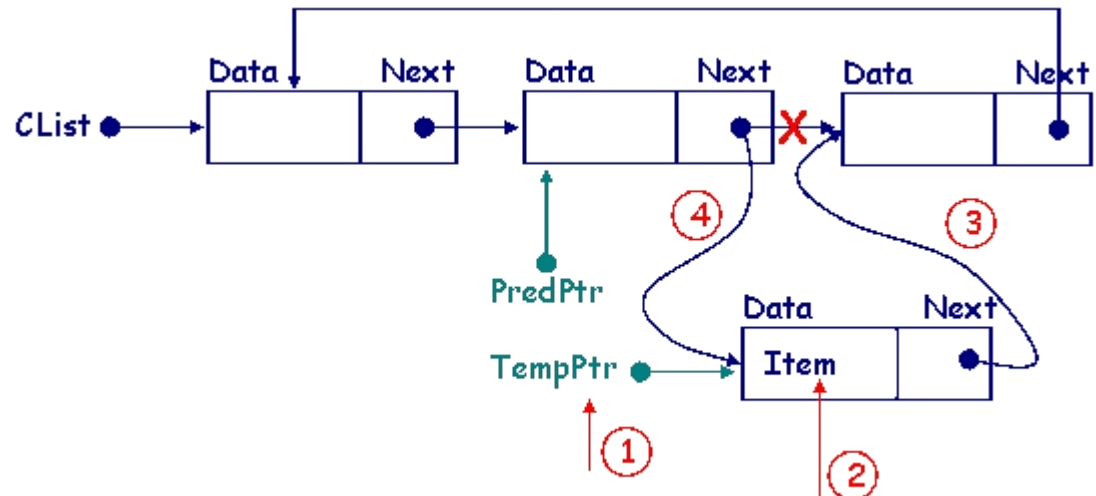 Data Next Data Next Data Next
CList X
4 3
PredPtr
Data Next
TempPtr Item
1 2